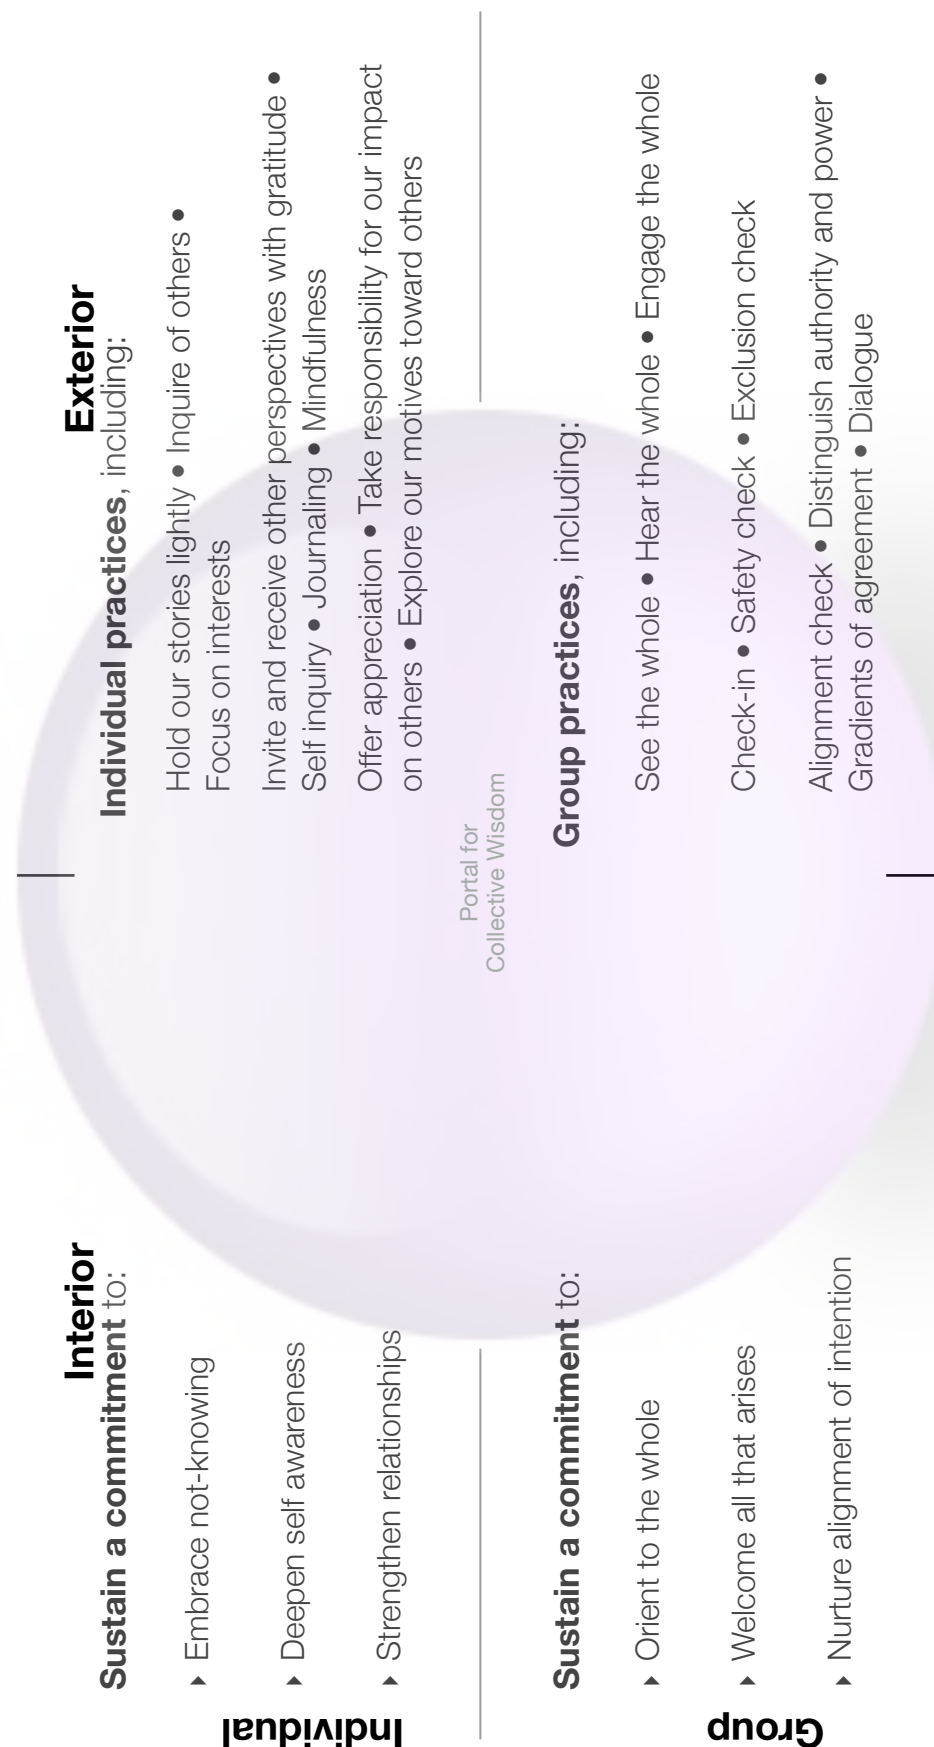 Interior
Exterior
Individual
Sustain a commitment to:
▸ Embrace not-knowing
▸ Deepen self awareness
▸ Strengthen relationships
Individual practices, including:
Hold our stories lightly • Inquire of others •
Focus on interests
Invite and receive other perspectives with gratitude •
Self inquiry • Journaling • Mindfulness
Offer appreciation • Take responsibility for our impact
on others • Explore our motives toward others
Portal for
Collective Wisdom
Group
Sustain a commitment to:
▸ Orient to the whole
▸ Welcome all that arises
▸ Nurture alignment of intention
Group practices, including:
See the whole • Hear the whole • Engage the whole
Check-in • Safety check • Exclusion check
Alignment check • Distinguish authority and power •
Gradients of agreement • Dialogue